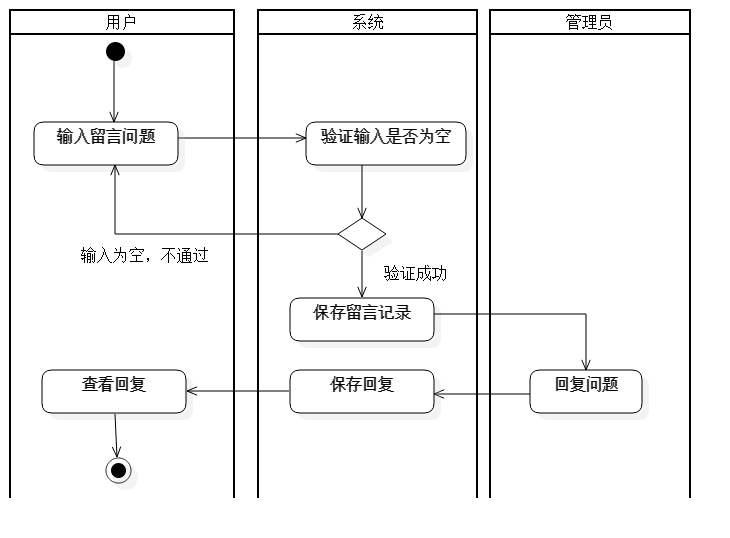 用户
系统
管理员
输入留言问题
验证输入是否为空
输入为空，不通过
验证成功
保存留言记录
查看回复
保存回复
回复问题